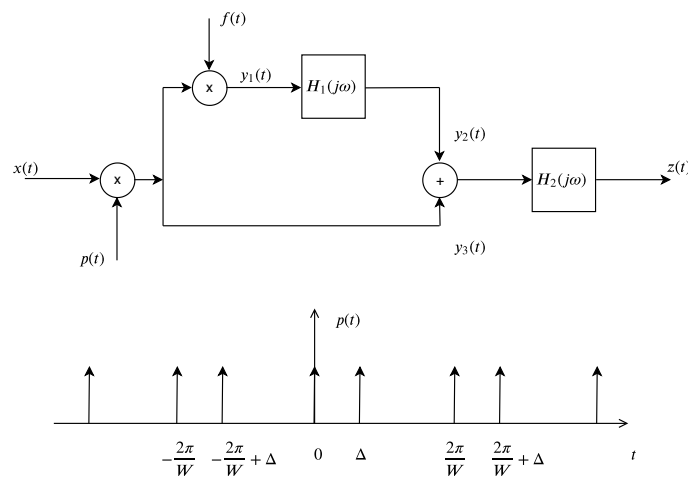 f(t)
x
y₁(t)
H₁(jω)
y₂(t)
x(t)
x
+
H₂(jω)
z(t)
p(t)
y₃(t)
p(t)
-2π/W
-2π/W + Δ
0
Δ
2π/W
2π/W + Δ
t